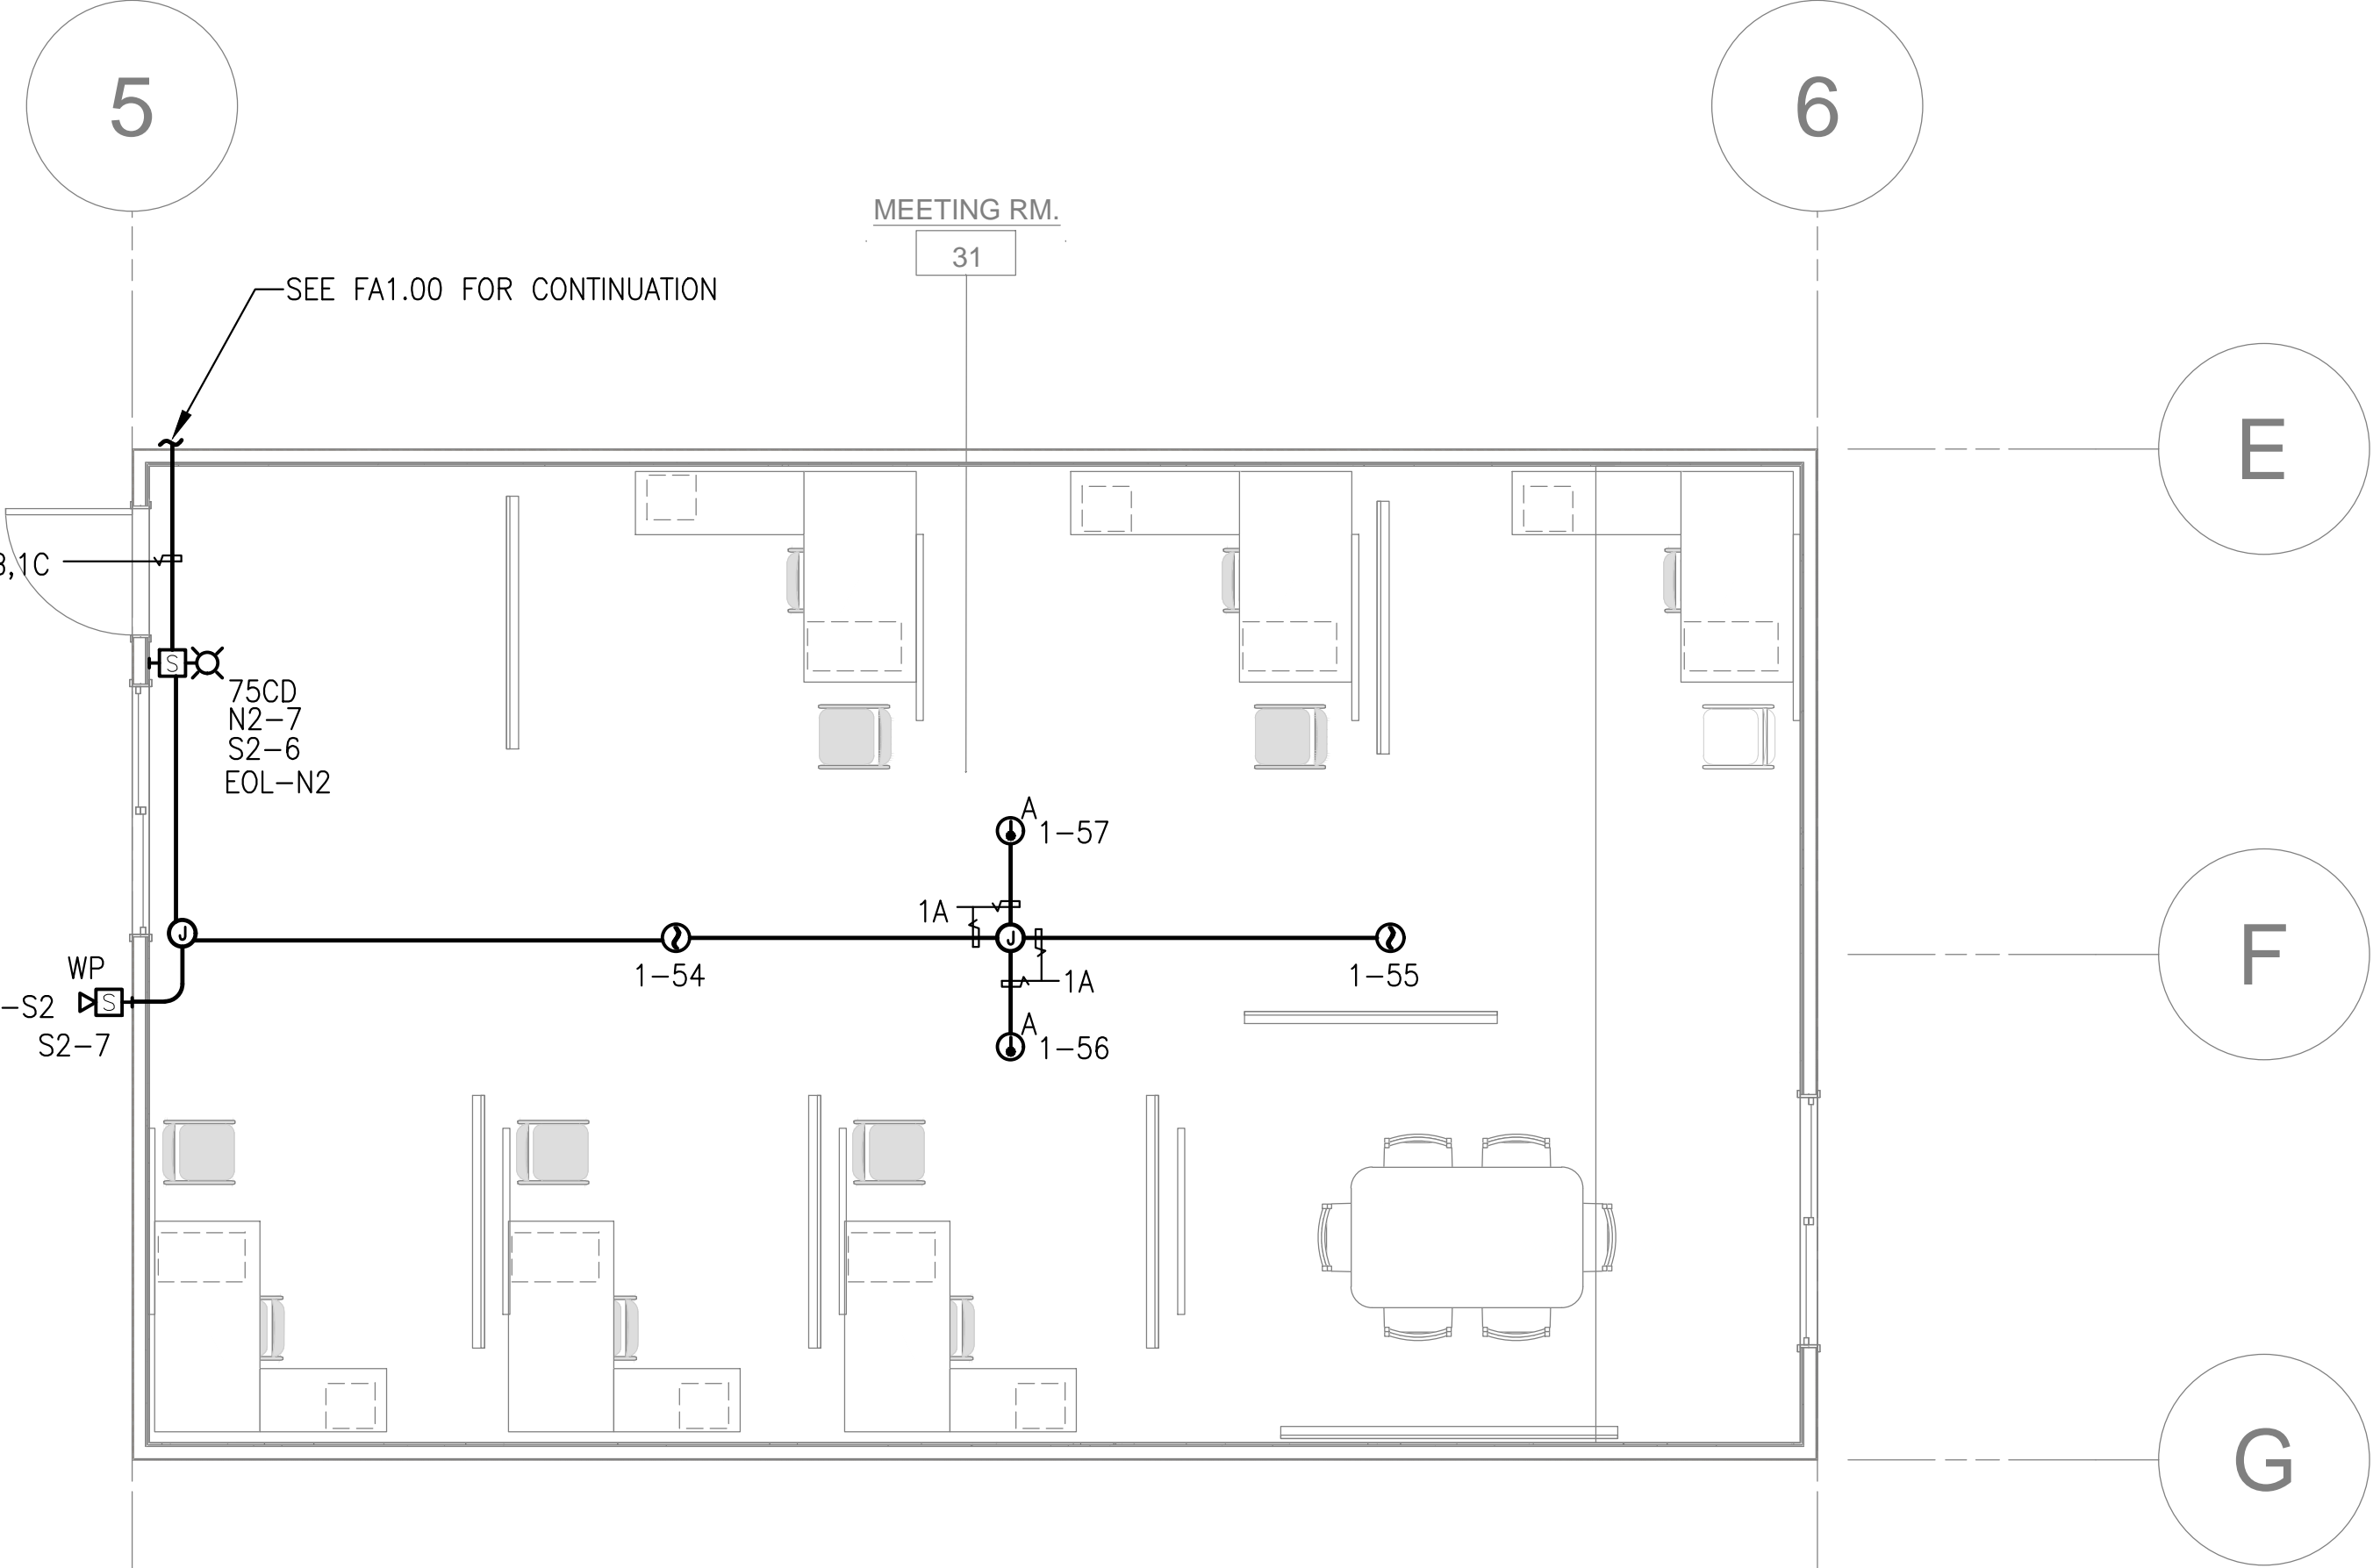 5
6
MEETING RM.
31
SEE FA1.00 FOR CONTINUATION
E
,1C
S
75CD
N2-7
S2-6
EOL-N2
A
1-57
1A
J
J
F
WP
1-54
1A
1-55
-S2
S
S2-7
A
1-56
G